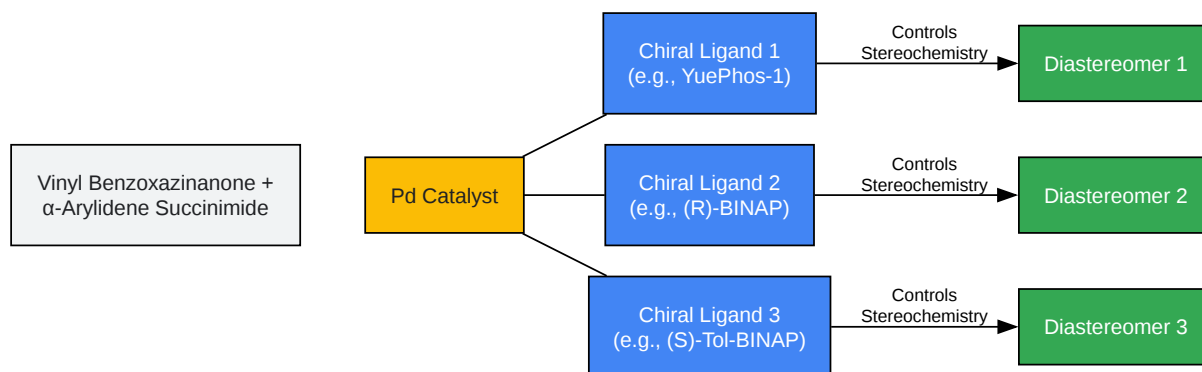 Vinyl Benzoxazinanone +
α-Arylidene Succinimide
Pd Catalyst
Chiral Ligand 1
(e.g., YuePhos-1)
Controls
Stereochemistry
Diastereomer 1
Chiral Ligand 2
(e.g., (R)-BINAP)
Controls
Stereochemistry
Diastereomer 2
Chiral Ligand 3
(e.g., (S)-Tol-BINAP)
Controls
Stereochemistry
Diastereomer 3